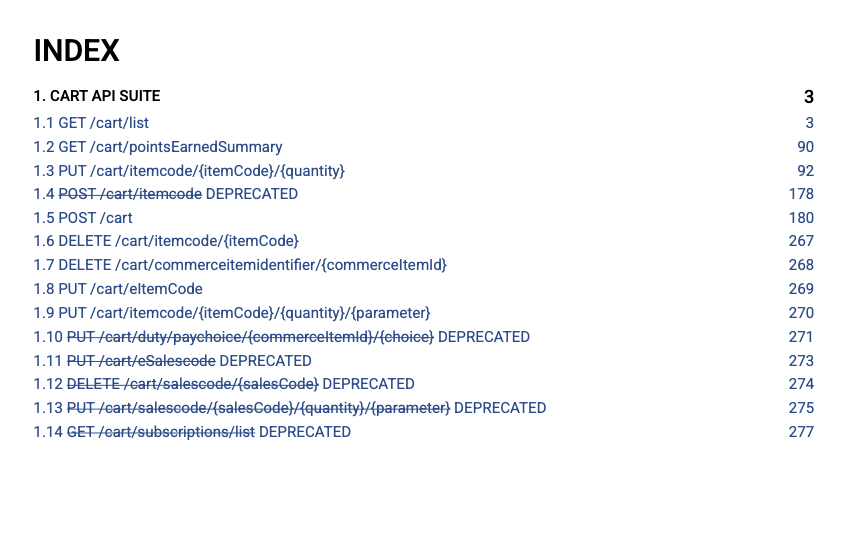 INDEX
1. CART API SUITE 3
1.1 GET /cart/list 3
1.2 GET /cart/pointsEarnedSummary 90
1.3 PUT /cart/itemcode/{itemCode}/{quantity} 92
1.4 POST /cart/itemcode DEPRECATED 178
1.5 POST /cart 180
1.6 DELETE /cart/itemcode/{itemCode} 267
1.7 DELETE /cart/commerceitemidentifier/{commerceItemId} 268
1.8 PUT /cart/eItemCode 269
1.9 PUT /cart/itemcode/{itemCode}/{quantity}/{parameter} 270
1.10 PUT /cart/duty/paychoice/{commerceItemId}/{choice} DEPRECATED 271
1.11 PUT /cart/eSalescode DEPRECATED 273
1.12 DELETE /cart/salescode/{salesCode} DEPRECATED 274
1.13 PUT /cart/salescode/{salesCode}/{quantity}/{parameter} DEPRECATED 275
1.14 GET /cart/subscriptions/list DEPRECATED 277